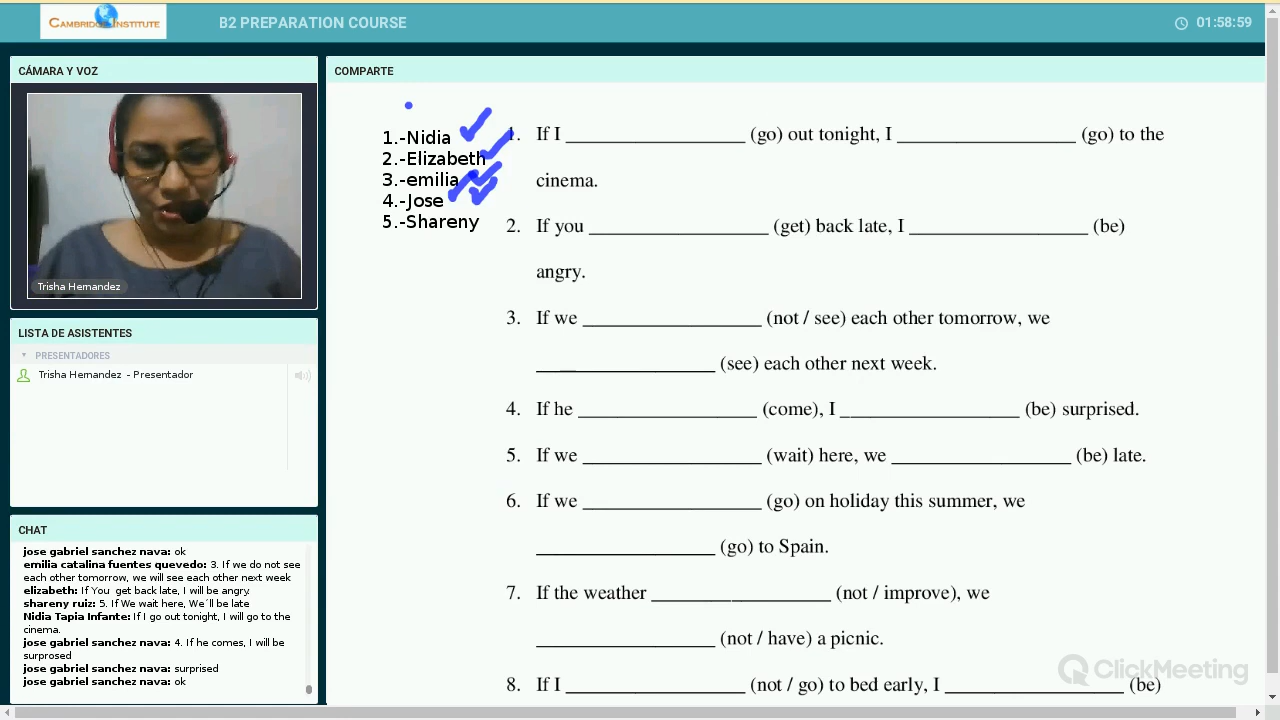 CAMBRIDGE INSTITUTE
B2 PREPARATION COURSE
01:58:59
CÁMARA Y VOZ
Trisha Hernandez
LISTA DE ASISTENTES
PRESENTADORES
Trisha Hernandez - Presentador
CHAT
jose gabriel sanchez nava: ok
emilia catalina fuentes quevedo: 3. If we do not see
each other tomorrow, we will see each other next week
elizabeth: If You get back late, I will be angry.
shareny ruiz: 5. If We wait here, We´ll be late
Nidia Tapia Infante: If I go out tonight, I will go to the
cinema.
jose gabriel sanchez nava: 4. If he comes, I will be
surprosed
jose gabriel sanchez nava: surprised
jose gabriel sanchez nava: ok
COMPARTE
1.-Nidia
2.-Elizabeth
3.-emilia
4.-Jose
5.-Shareny
1. If I __________________ (go) out tonight, I __________________ (go) to the
cinema.
2. If you __________________ (get) back late, I __________________ (be)
angry.
3. If we __________________ (not / see) each other tomorrow, we
__________________ (see) each other next week.
4. If he __________________ (come), I __________________ (be) surprised.
5. If we __________________ (wait) here, we __________________ (be) late.
6. If we __________________ (go) on holiday this summer, we
__________________ (go) to Spain.
7. If the weather __________________ (not / improve), we
__________________ (not / have) a picnic.
8. If I __________________ (not / go) to bed early, I __________________ (be)
ClickMeeting